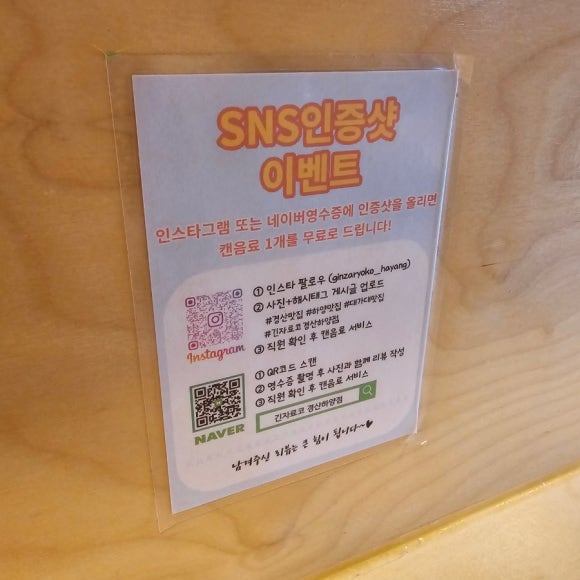 SNS인증샷
이벤트
인스타그램 또는 네이버영수증에 인증샷을 올리면
캔음료 1개를 무료로 드립니다!
① 인스타 팔로우 (ginzaryoko_hayang)
② 사진+해시태그 게시글 업로드
#경산맛집 #하양맛집 #대가대맛집
#긴자료코경산하양점
③ 직원 확인 후 캔음료 서비스
Instagram
① QR코드 스캔
② 영수증 촬영 후 사진과 함께 리뷰 작성
③ 직원 확인 후 캔음료 서비스
긴자료코 경산하양점
NAVER
남겨주신 리뷰는 큰 힘이 됩니다~♥